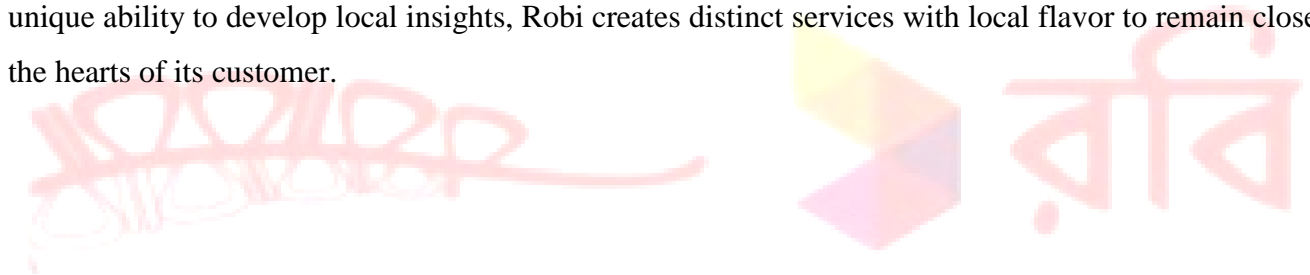 unique ability to develop local insights, Robi creates distinct services with local flavor to remain close
the hearts of its customer.
রবি